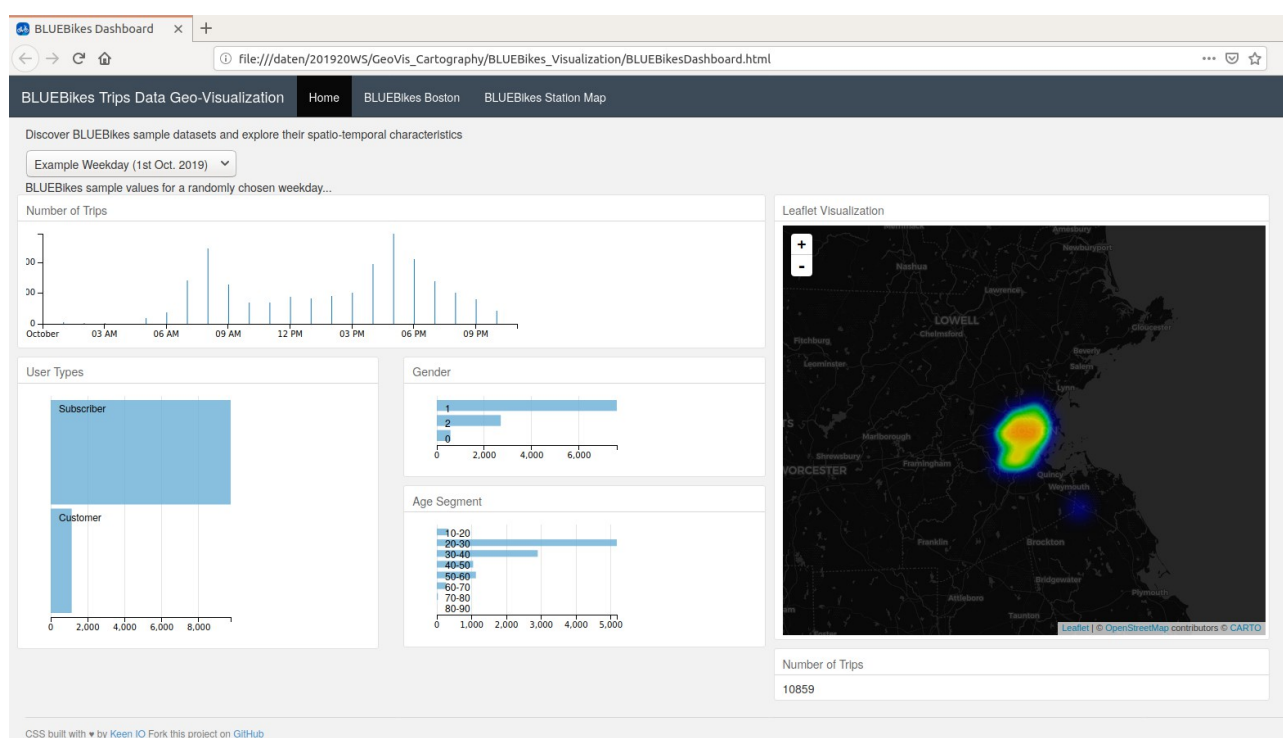 BLUEBikes Dashboard
file:///daten/201920WS/GeoVis_Cartography/BLUEBikes_Visualization/BLUEBikesDashboard.html
BLUEBikes Trips Data Geo-Visualization Home BLUEBikes Boston BLUEBikes Station Map
Discover BLUEBikes sample datasets and explore their spatio-temporal characteristics
Example Weekday (1st Oct. 2019)
BLUEBikes sample values for a randomly chosen weekday...
Number of Trips
00
00
0
October 03 AM 06 AM 09 AM 12 PM 03 PM 06 PM 09 PM
User Types
Subscriber
Customer
0 2,000 4,000 6,000 8,000
Gender
1
2
0
0 2,000 4,000 6,000
Age Segment
10-20
20-30
30-40
40-50
50-60
60-70
70-80
80-90
0 1,000 2,000 3,000 4,000 5,000
Leaflet Visualization
+
-
Amesbury
Newburyport
Nashua
Lawrence
LOWELL
Chelmsford
Gloucester
Fitchburg
Leominster
Beverly
Salem
Lynn
Marlborough
Shrewsbury
WORCESTER
Framingham
Quincy
Weymouth
Franklin
Brockton
Bridgewater
Plymouth
Attleboro
Taunton
Leaflet | © OpenStreetMap contributors © CARTO
Number of Trips
10859
CSS built with ♥ by Keen IO Fork this project on GitHub